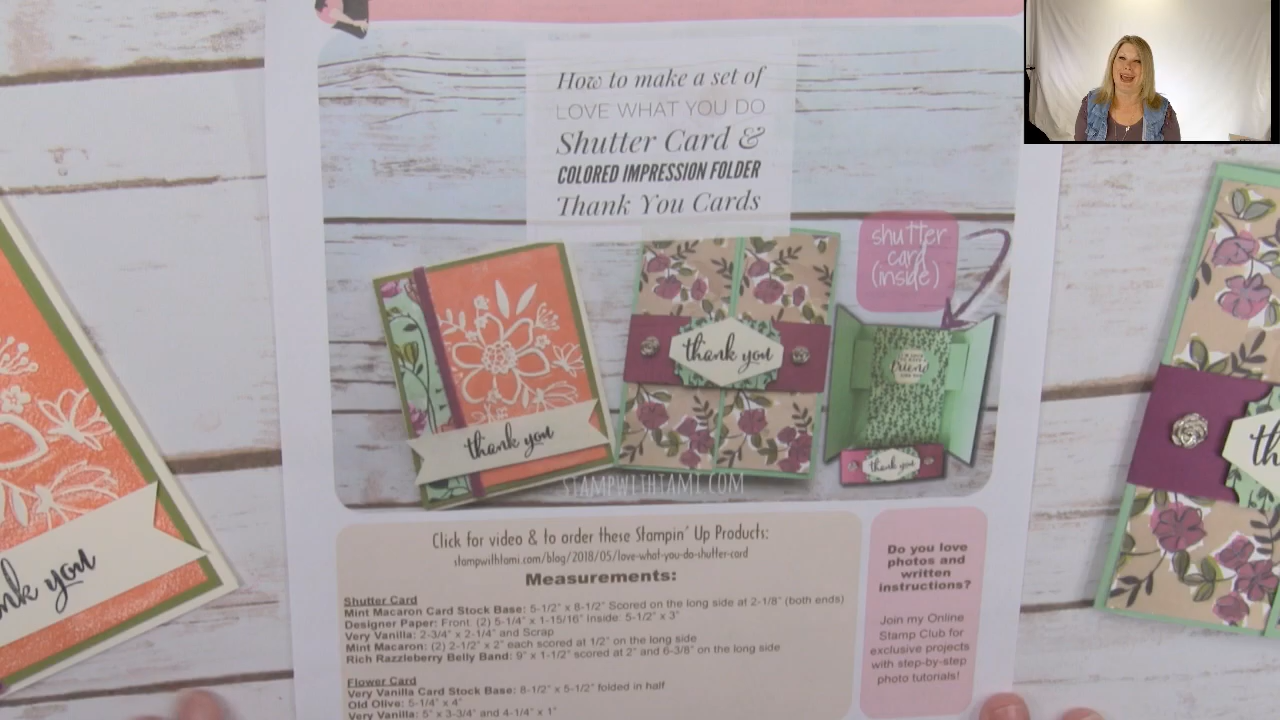 How to make a set of
LOVE WHAT YOU DO
Shutter Card &
COLORED IMPRESSION FOLDER
Thank You Cards
shutter
card
(inside)
thank you
thank you
friend
thank you
STAMPWITHTAMI.COM
nk you
th
Click for video & to order these Stampin' Up Products:
stampwithtami.com/blog/2018/05/love-what-you-do-shutter-card
Measurements:
Shutter Card
Mint Macaron Card Stock Base: 5-1/2" x 8-1/2" Scored on the long side at 2-1/8" (both ends)
Designer Paper: Front: (2) 5-1/4" x 1-15/16" Inside: 5-1/2" x 3"
Very Vanilla: 2-3/4" x 2-1/4" and Scrap
Mint Macaron: (2) 2-1/2" x 2" each scored at 1/2" on the long side
Rich Razzleberry Belly Band: 9" x 1-1/2" scored at 2" and 6-3/8" on the long side
Flower Card
Very Vanilla Card Stock Base: 8-1/2" x 5-1/2" folded in half
Old Olive: 5-1/4" x 4"
Very Vanilla: 5" x 3-3/4" and 4-1/4" x 1"
Do you love
photos and
written
instructions?
Join my Online
Stamp Club for
exclusive projects
with step-by-step
photo tutorials!